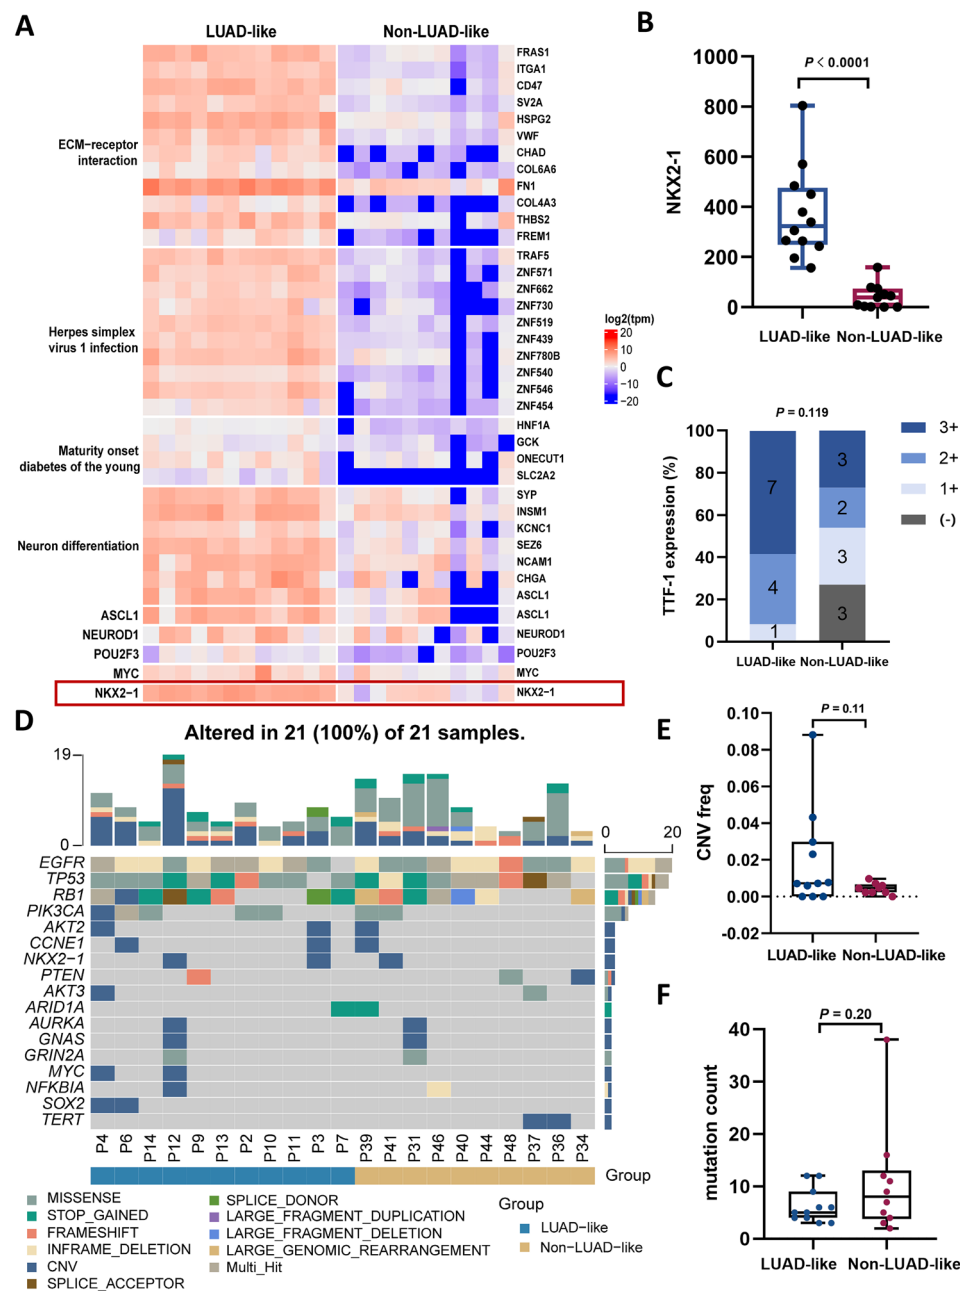 A
LUAD-like
Non-LUAD-like
ECM−receptor
interaction
Herpes simplex
virus 1 infection
Maturity onset
diabetes of the young
Neuron differentiation
ASCL1
NEUROD1
POU2F3
MYC
NKX2−1
FRAS1
ITGA1
CD47
SV2A
HSPG2
VWF
CHAD
COL6A6
FN1
COL4A3
THBS2
FREM1
TRAF5
ZNF571
ZNF662
ZNF730
ZNF519
ZNF439
ZNF780B
ZNF540
ZNF546
ZNF454
HNF1A
GCK
ONECUT1
SLC2A2
SYP
INSM1
KCNC1
SEZ6
NCAM1
CHGA
ASCL1
ASCL1
NEUROD1
POU2F3
MYC
NKX2−1
log2(tpm)
20
10
0
−10
−20
B
P < 0.0001
NKX2-1
1000
800
600
400
200
0
LUAD-like
Non-LUAD-like
C
P = 0.119
TTF-1 expression (%)
100
80
60
40
20
0
7
4
1
3
2
3
3
LUAD-like
Non-LUAD-like
3+
2+
1+
(-)
D
Altered in 21 (100%) of 21 samples.
19
0
0
20
EGFR
TP53
RB1
PIK3CA
AKT2
CCNE1
NKX2−1
PTEN
AKT3
ARID1A
AURKA
GNAS
GRIN2A
MYC
NFKBIA
SOX2
TERT
P4
P6
P14
P12
P9
P13
P2
P10
P11
P3
P7
P39
P41
P31
P46
P40
P44
P48
P37
P36
P34
Group
MISSENSE
STOP_GAINED
FRAMESHIFT
INFRAME_DELETION
CNV
SPLICE_ACCEPTOR
SPLICE_DONOR
LARGE_FRAGMENT_DUPLICATION
LARGE_FRAGMENT_DELETION
LARGE_GENOMIC_REARRANGEMENT
Multi_Hit
Group
LUAD-like
Non-LUAD-like
E
P = 0.11
CNV freq
0.10
0.08
0.06
0.04
0.02
0.00
-0.02
LUAD-like
Non-LUAD-like
F
P = 0.20
mutation count
40
30
20
10
0
LUAD-like
Non-LUAD-like